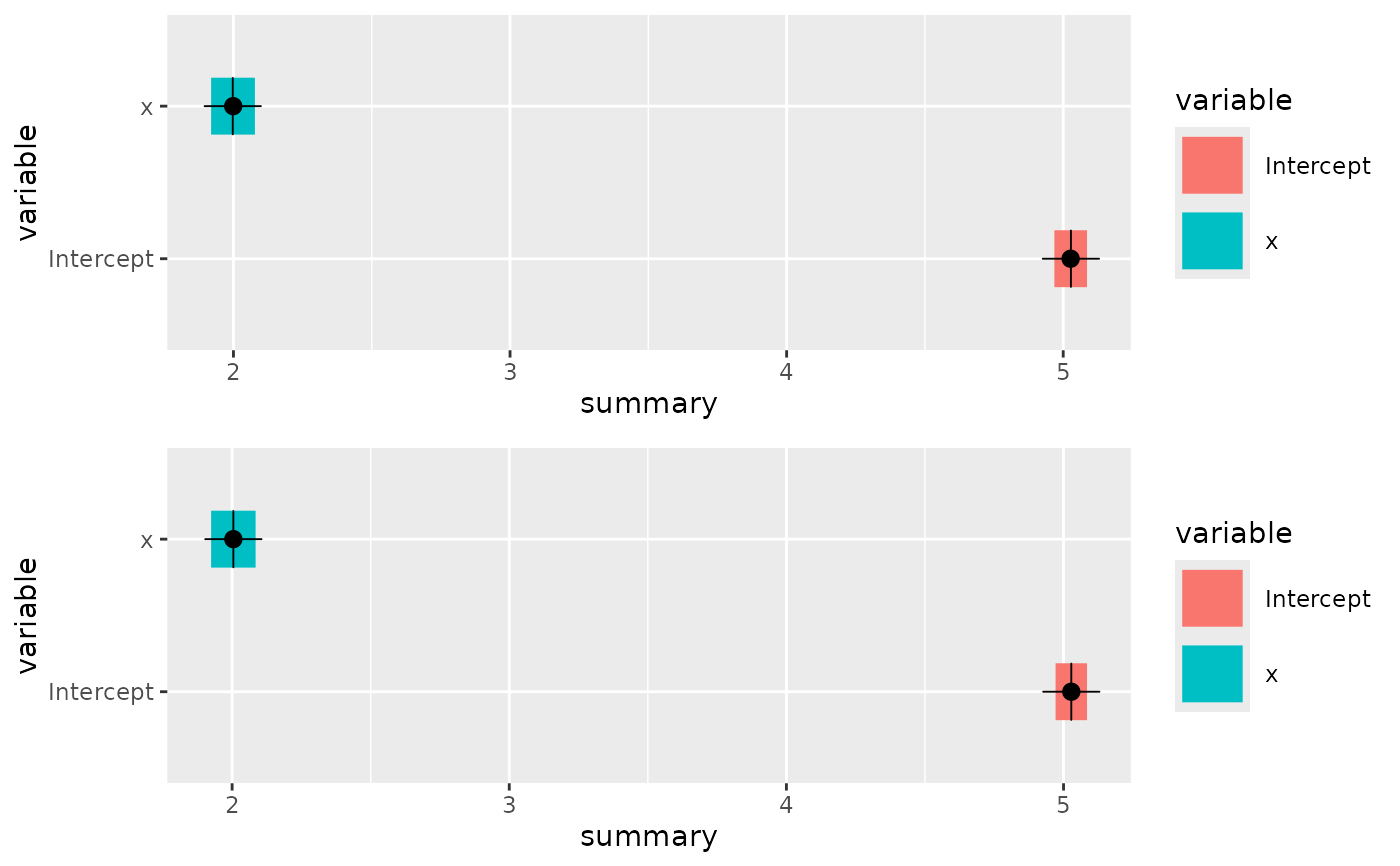 variable
x
Intercept
2 3 4 5
summary
variable
Intercept
x
variable
x
Intercept
2 3 4 5
summary
variable
Intercept
x